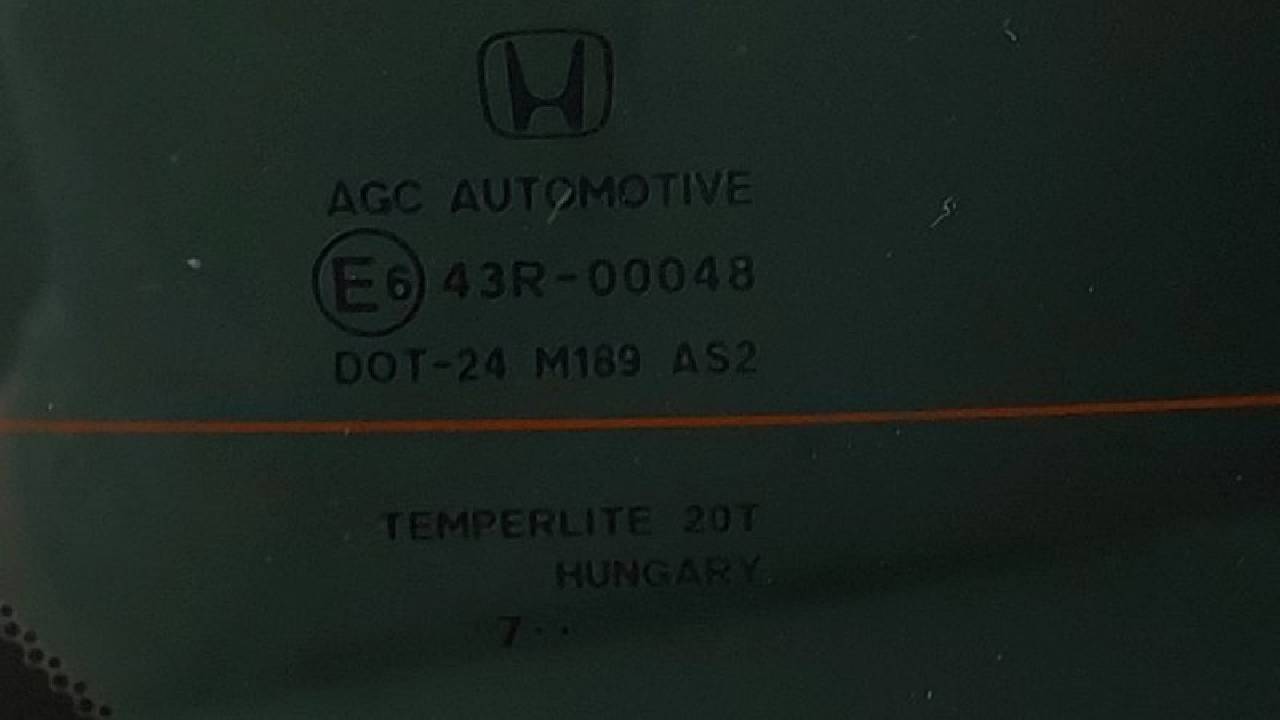 AGC AUTOMOTIVE
E6 43R-00048
DOT-24 M189 AS2
TEMPERLITE 20T
HUNGARY
7··